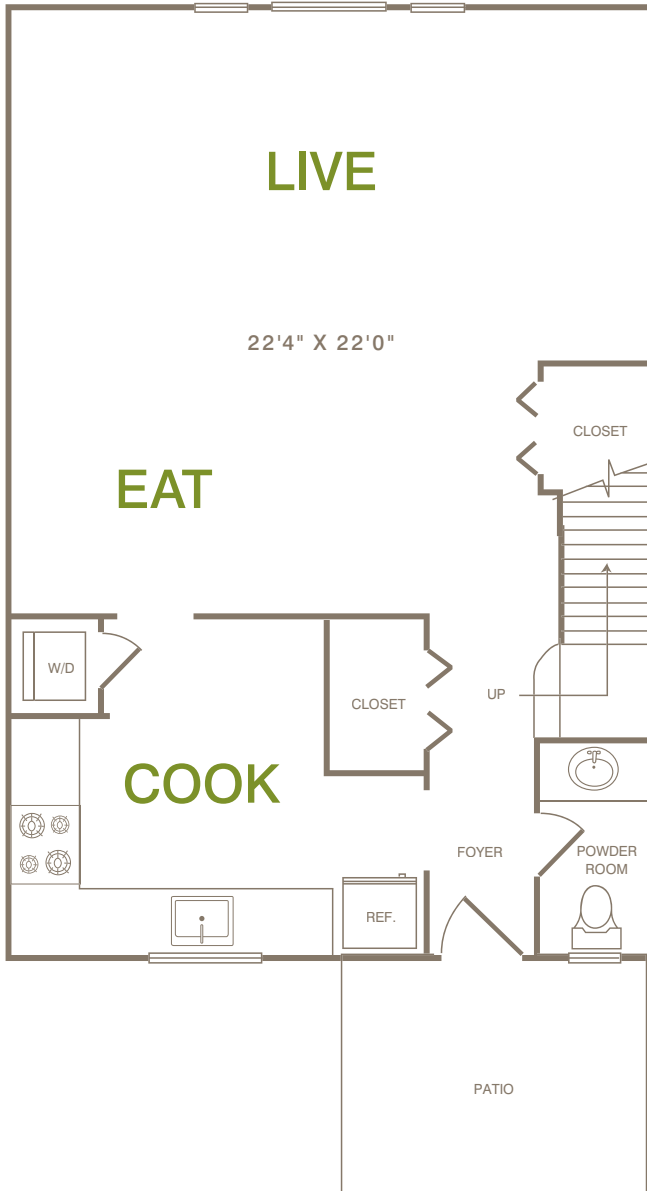 LIVE
22'4" X 22'0"
CLOSET
EAT
W/D
CLOSET
UP
COOK
FOYER
POWDER
ROOM
REF.
PATIO